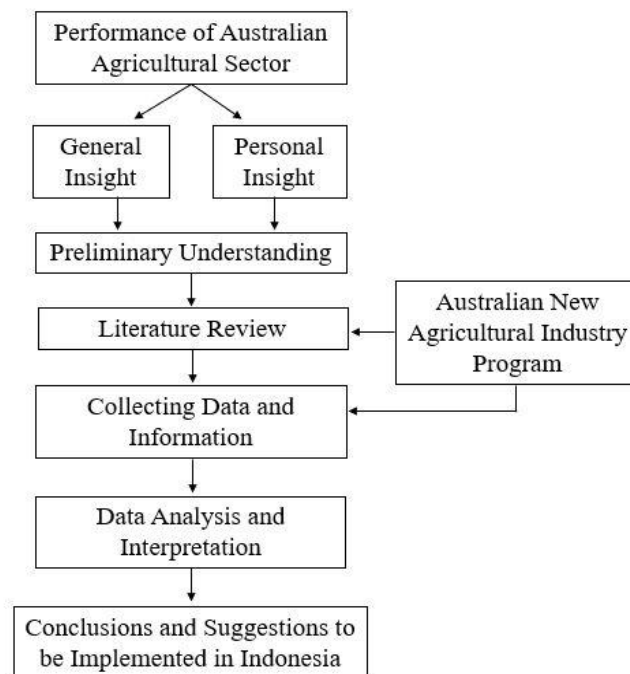 Performance of Australian
Agricultural Sector
General
Insight
Personal
Insight
Preliminary Understanding
Literature Review
Australian New
Agricultural Industry
Program
Collecting Data and
Information
Data Analysis and
Interpretation
Conclusions and Suggestions to
be Implemented in Indonesia